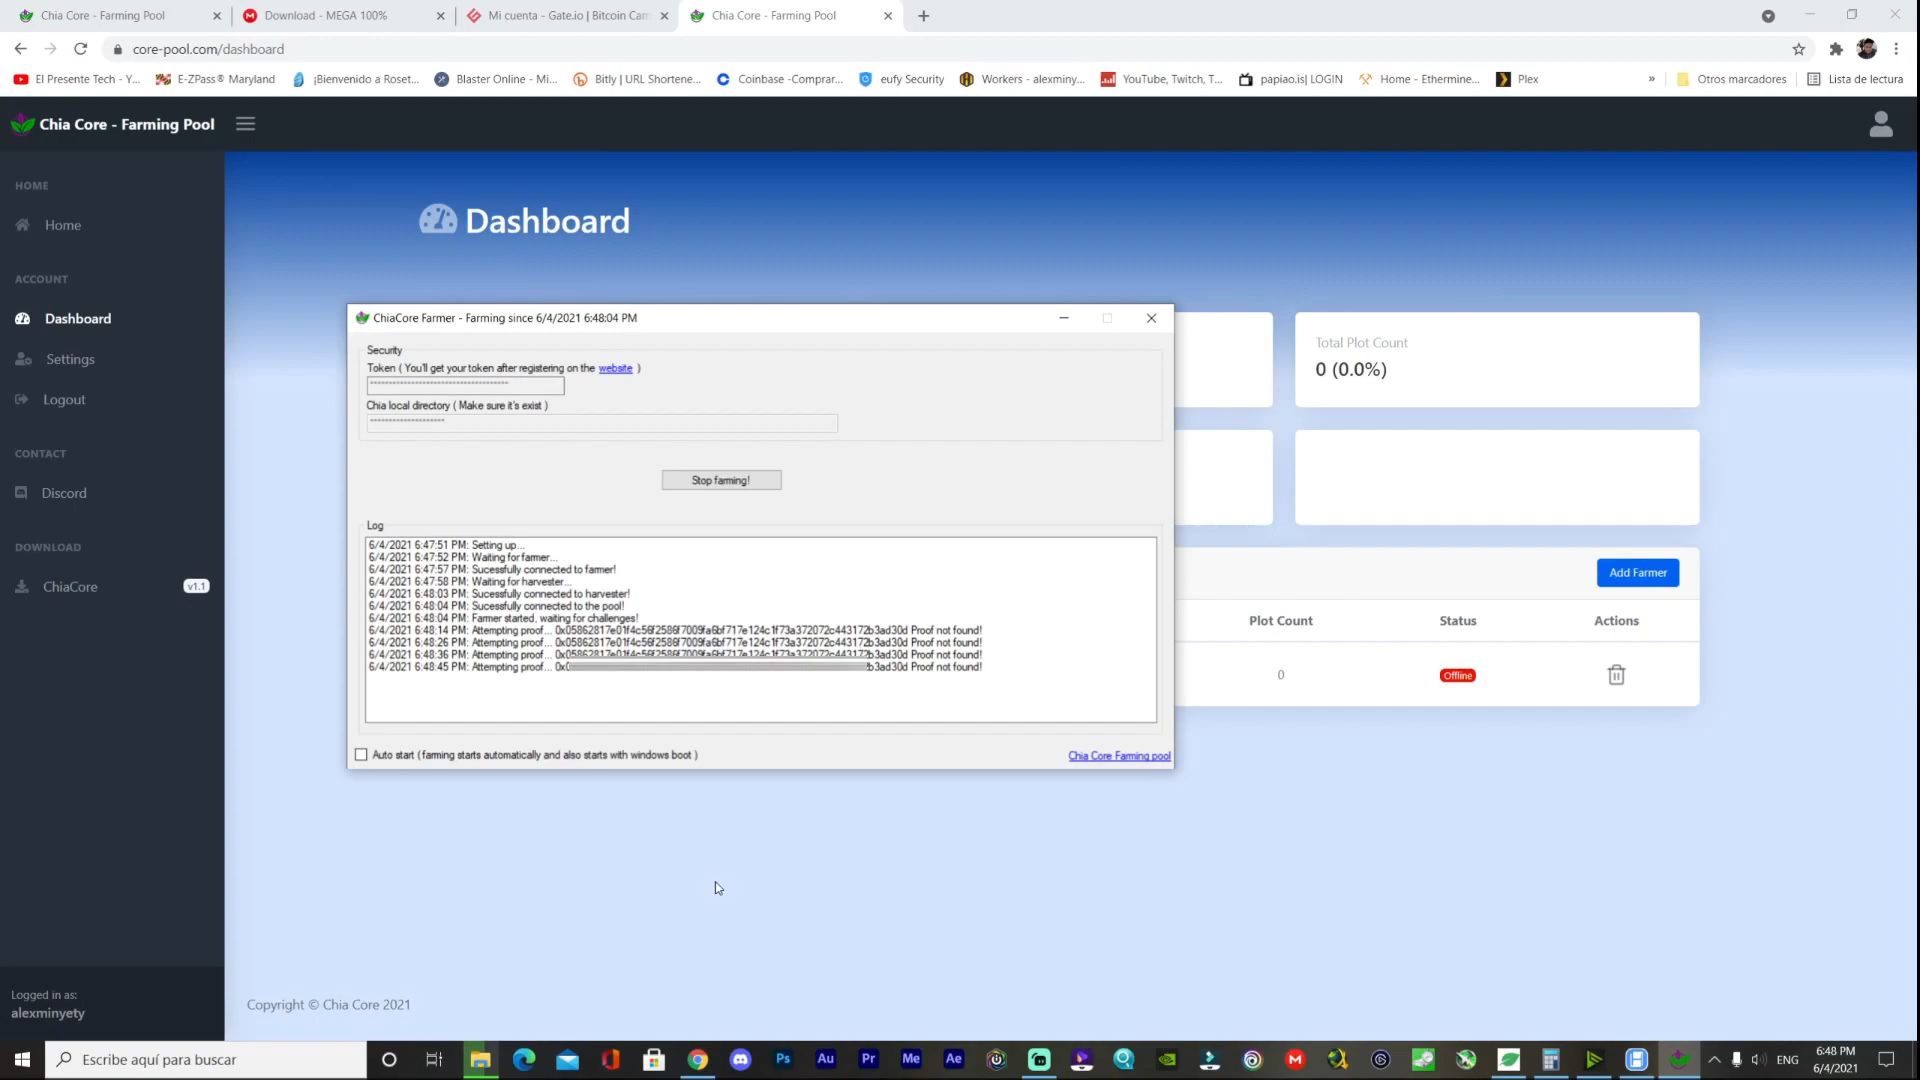 Chia Core - Farming Pool
Download - MEGA 100%
Mi cuenta - Gate.io | Bitcoin Cam
Chia Core - Farming Pool
core-pool.com/dashboard
El Presente Tech - Y...
E-ZPass® Maryland
¡Bienvenido a Roset...
Blaster Online - Mi...
Bitly | URL Shortene...
Coinbase -Comprar...
eufy Security
Workers - alexminy...
YouTube, Twitch, T...
papiao.is| LOGIN
Home - Ethermine...
Plex
»
Otros marcadores
Lista de lectura
Chia Core - Farming Pool
HOME
Home
ACCOUNT
Dashboard
Settings
Logout
CONTACT
Discord
DOWNLOAD
ChiaCore
v1.1
Logged in as:
alexminyety
Dashboard
Total Plot Count
0 (0.0%)
Add Farmer
Plot Count
Status
Actions
0
Offline
ChiaCore Farmer - Farming since 6/4/2021 6:48:04 PM
Security
Token ( You'll get your token after registering on the website )
Chia local directory ( Make sure it's exist )
Stop farming!
Log
6/4/2021 6:47:51 PM: Setting up...
6/4/2021 6:47:52 PM: Waiting for farmer...
6/4/2021 6:47:57 PM: Sucessfully connected to farmer!
6/4/2021 6:47:58 PM: Waiting for harvester...
6/4/2021 6:48:03 PM: Sucessfully connected to harvester!
6/4/2021 6:48:04 PM: Sucessfully connected to the pool!
6/4/2021 6:48:04 PM: Farmer started, waiting for challenges!
6/4/2021 6:48:14 PM: Attempting proof... Proof not found!
6/4/2021 6:48:26 PM: Attempting proof... Proof not found!
6/4/2021 6:48:36 PM: Attempting proof... Proof not found!
6/4/2021 6:48:45 PM: Attempting proof... Proof not found!
Auto start ( farming starts automatically and also starts with windows boot )
Chia Core Farming pool
Copyright © Chia Core 2021
Escribe aquí para buscar
Ps
Au
Pr
Me
Ae
ENG
6:48 PM
6/4/2021